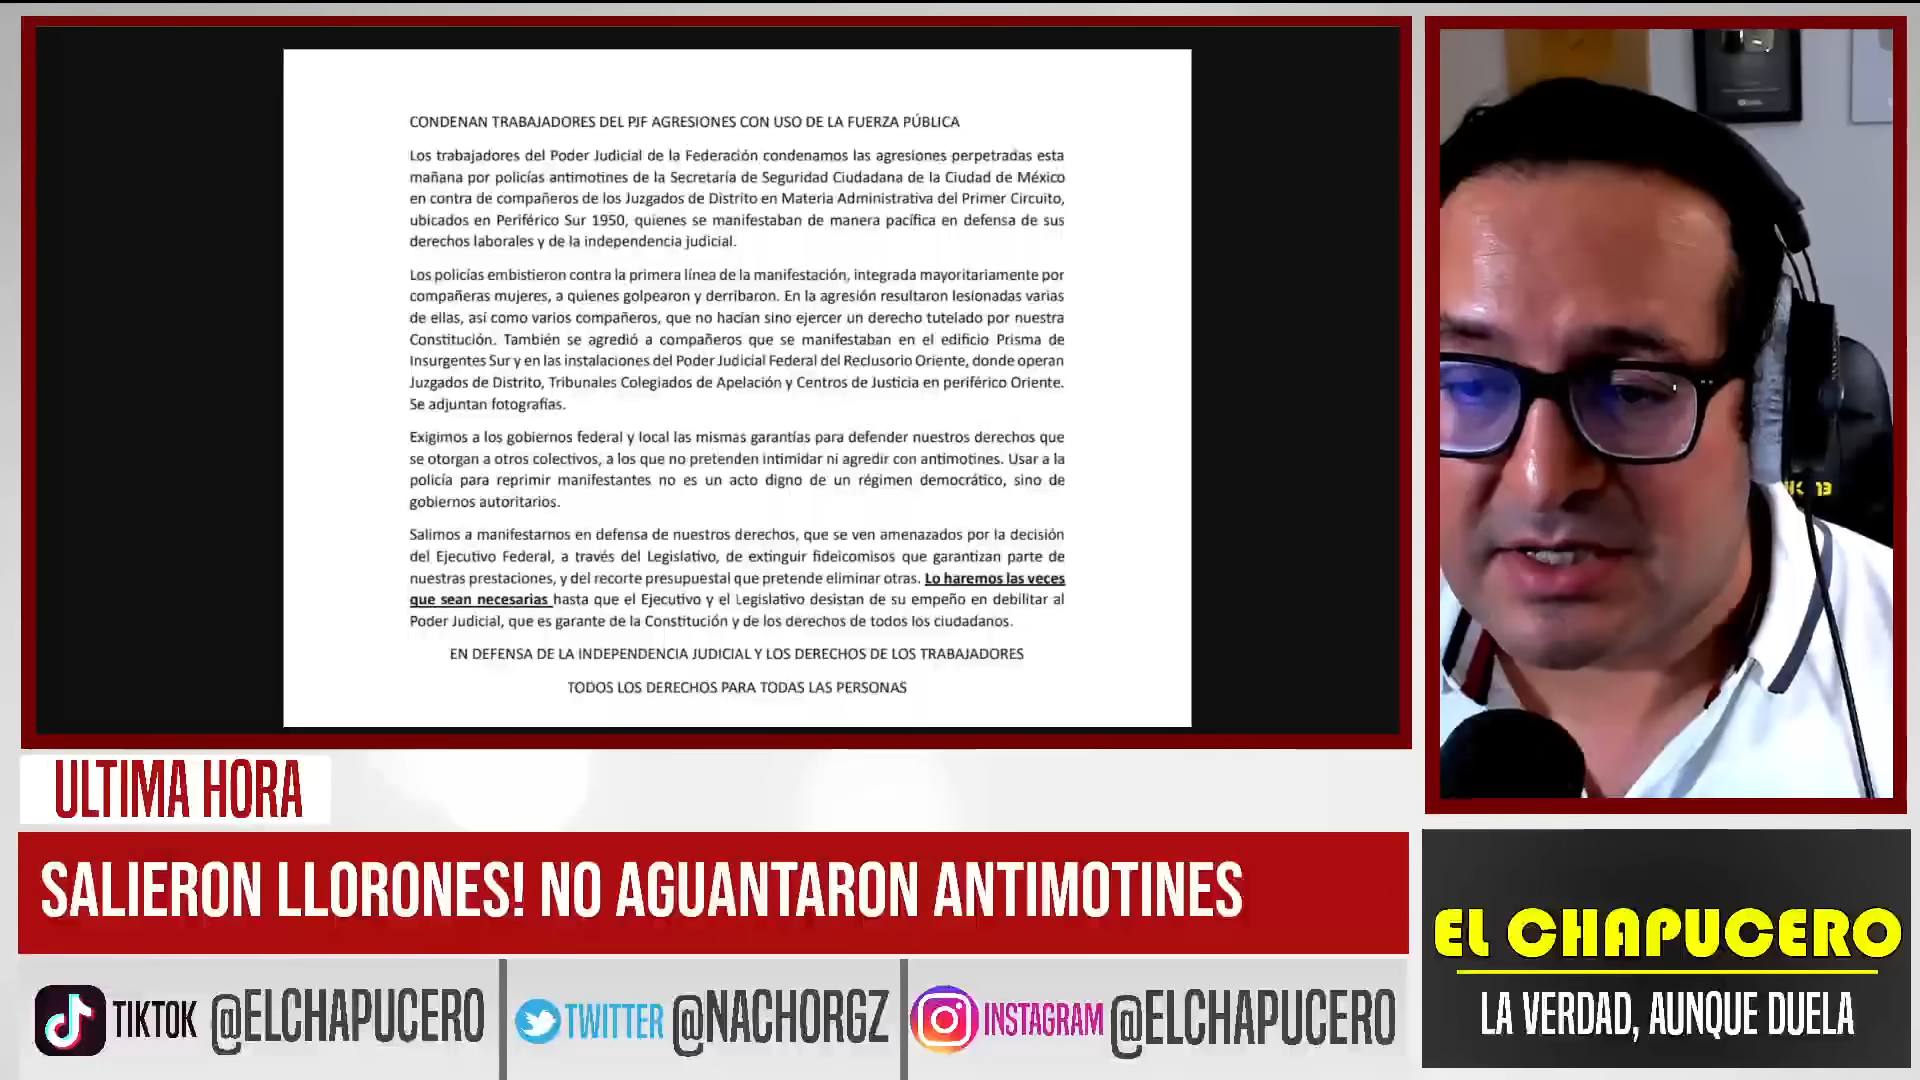 CONDENAN TRABAJADORES DEL PJF AGRESIONES CON USO DE LA FUERZA PÚBLICA
Los trabajadores del Poder Judicial de la Federación condenamos las agresiones perpetradas esta
mañana por policías antimotines de la Secretaría de Seguridad Ciudadana de la Ciudad de México
en contra de compañeros de los Juzgados de Distrito en Materia Administrativa del Primer Circuito,
ubicados en Periférico Sur 1950, quienes se manifestaban de manera pacífica en defensa de sus
derechos laborales y de la independencia judicial.
Los policías embistieron contra la primera línea de la manifestación, integrada mayoritariamente por
compañeras mujeres, a quienes golpearon y derribaron. En la agresión resultaron lesionadas varias
de ellas, así como varios compañeros, que no hacían sino ejercer un derecho tutelado por nuestra
Constitución. También se agredió a compañeros que se manifestaban en el edificio Prisma de
Insurgentes Sur y en las instalaciones del Poder Judicial Federal del Reclusorio Oriente, donde operan
Juzgados de Distrito, Tribunales Colegiados de Apelación y Centros de Justicia en periférico Oriente.
Se adjuntan fotografías.
Exigimos a los gobiernos federal y local las mismas garantías para defender nuestros derechos que
se otorgan a otros colectivos, a los que no pretenden intimidar ni agredir con antimotines. Usar a la
policía para reprimir manifestantes no es un acto digno de un régimen democrático, sino de
gobiernos autoritarios.
Salimos a manifestarnos en defensa de nuestros derechos, que se ven amenazados por la decisión
del Ejecutivo Federal, a través del Legislativo, de extinguir fideicomisos que garantizan parte de
nuestras prestaciones, y del recorte presupuestal que pretende eliminar otras. Lo haremos las veces
que sean necesarias hasta que el Ejecutivo y el Legislativo desistan de su empeño en debilitar al
Poder Judicial, que es garante de la Constitución y de los derechos de todos los ciudadanos.
EN DEFENSA DE LA INDEPENDENCIA JUDICIAL Y LOS DERECHOS DE LOS TRABAJADORES
TODOS LOS DERECHOS PARA TODAS LAS PERSONAS
ULTIMA HORA
SALIERON LLORONES! NO AGUANTARON ANTIMOTINES
EL CHAPUCERO
LA VERDAD, AUNQUE DUELA
TIKTOK @ELCHAPUCERO
TWITTER @NACHORGZ
INSTAGRAM @ELCHAPUCERO